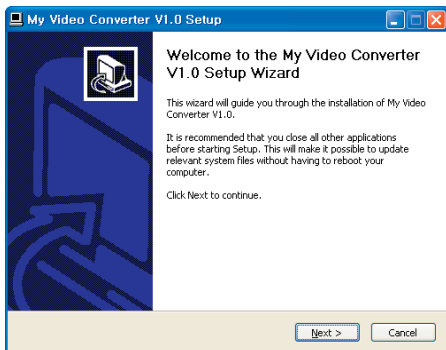 My Video Converter V1.0 Setup
Welcome to the My Video Converter
V1.0 Setup Wizard
This wizard will guide you through the installation of My Video
Converter V1.0.
It is recommended that you close all other applications
before starting Setup. This will make it possible to update
relevant system files without having to reboot your
computer.
Click Next to continue.
Next >
Cancel